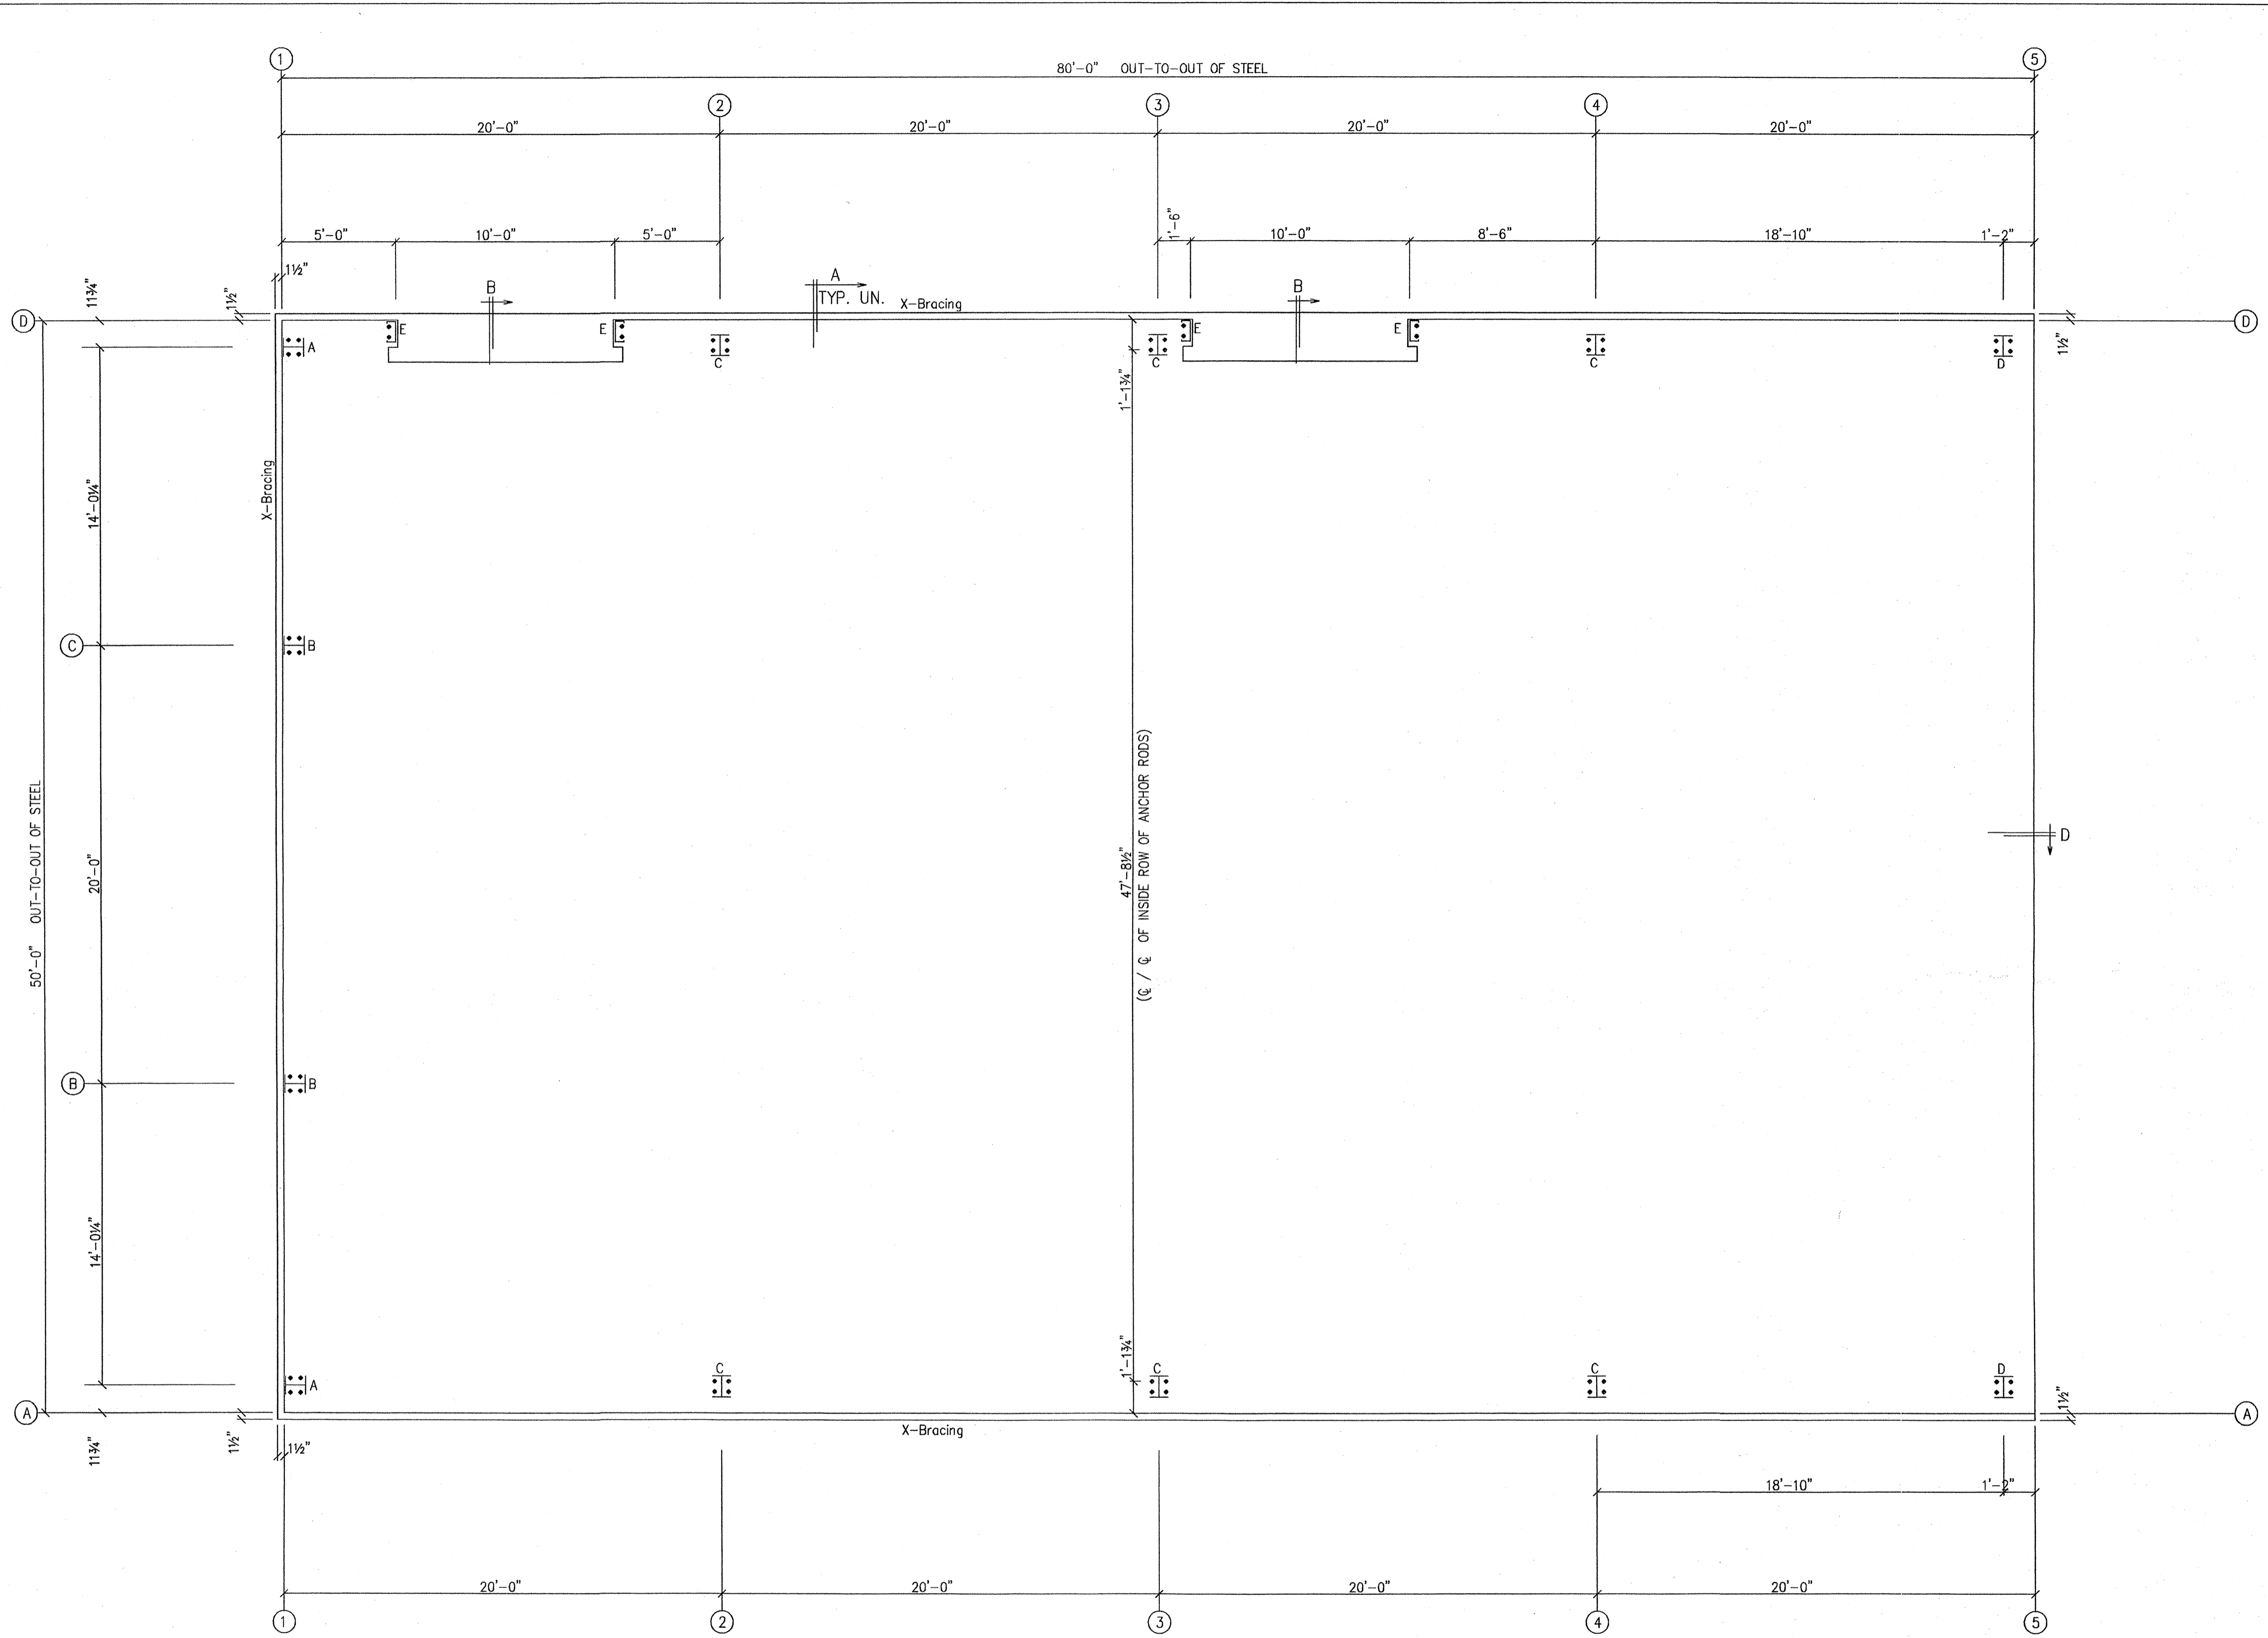 1
5
80'-0" OUT-TO-OUT OF STEEL
2
3
4
20'-0"
20'-0"
20'-0"
20'-0"
5'-0"
10'-0"
5'-0"
1'-6"
10'-0"
8'-6"
18'-10"
1'-2"
11¾"
1½"
1½"
B
A
TYP. UN.
X-Bracing
B
D
D
1½"
E
E
E
E
A
C
C
C
D
1'-1¾"
X-Bracing
14'-0¼"
C
B
50'-0" OUT-TO-OUT OF STEEL
20'-0"
47'-8½"
(℄ / ℄ OF INSIDE ROW OF ANCHOR RODS)
D
B
B
14'-0¼"
1'-1¾"
A
C
C
C
D
A
A
1½"
11¾"
1½"
1½"
X-Bracing
18'-10"
1'-2"
20'-0"
20'-0"
20'-0"
20'-0"
1
2
3
4
5